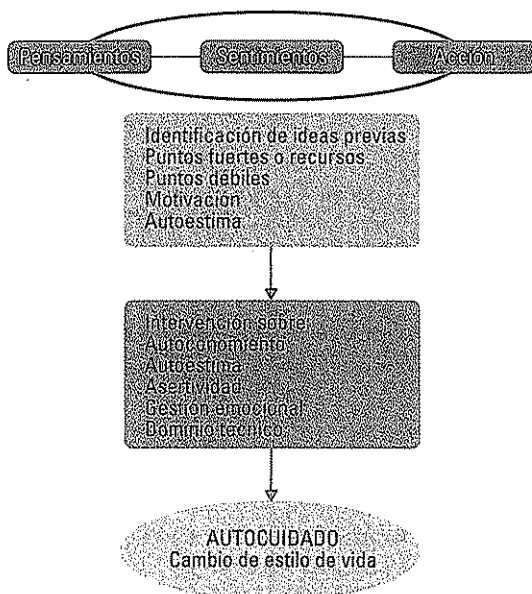 Pensamientos
Sentimientos
Acción
Identificación de ideas previas
Puntos fuertes o recursos
Puntos débiles
Motivación
Autoestima
Intervención sobre
Autoconomiento
Autoestima
Asertividad
Gestión emocional
Dominio técnico
AUTOCUIDADO
Cambio de estilo de vida